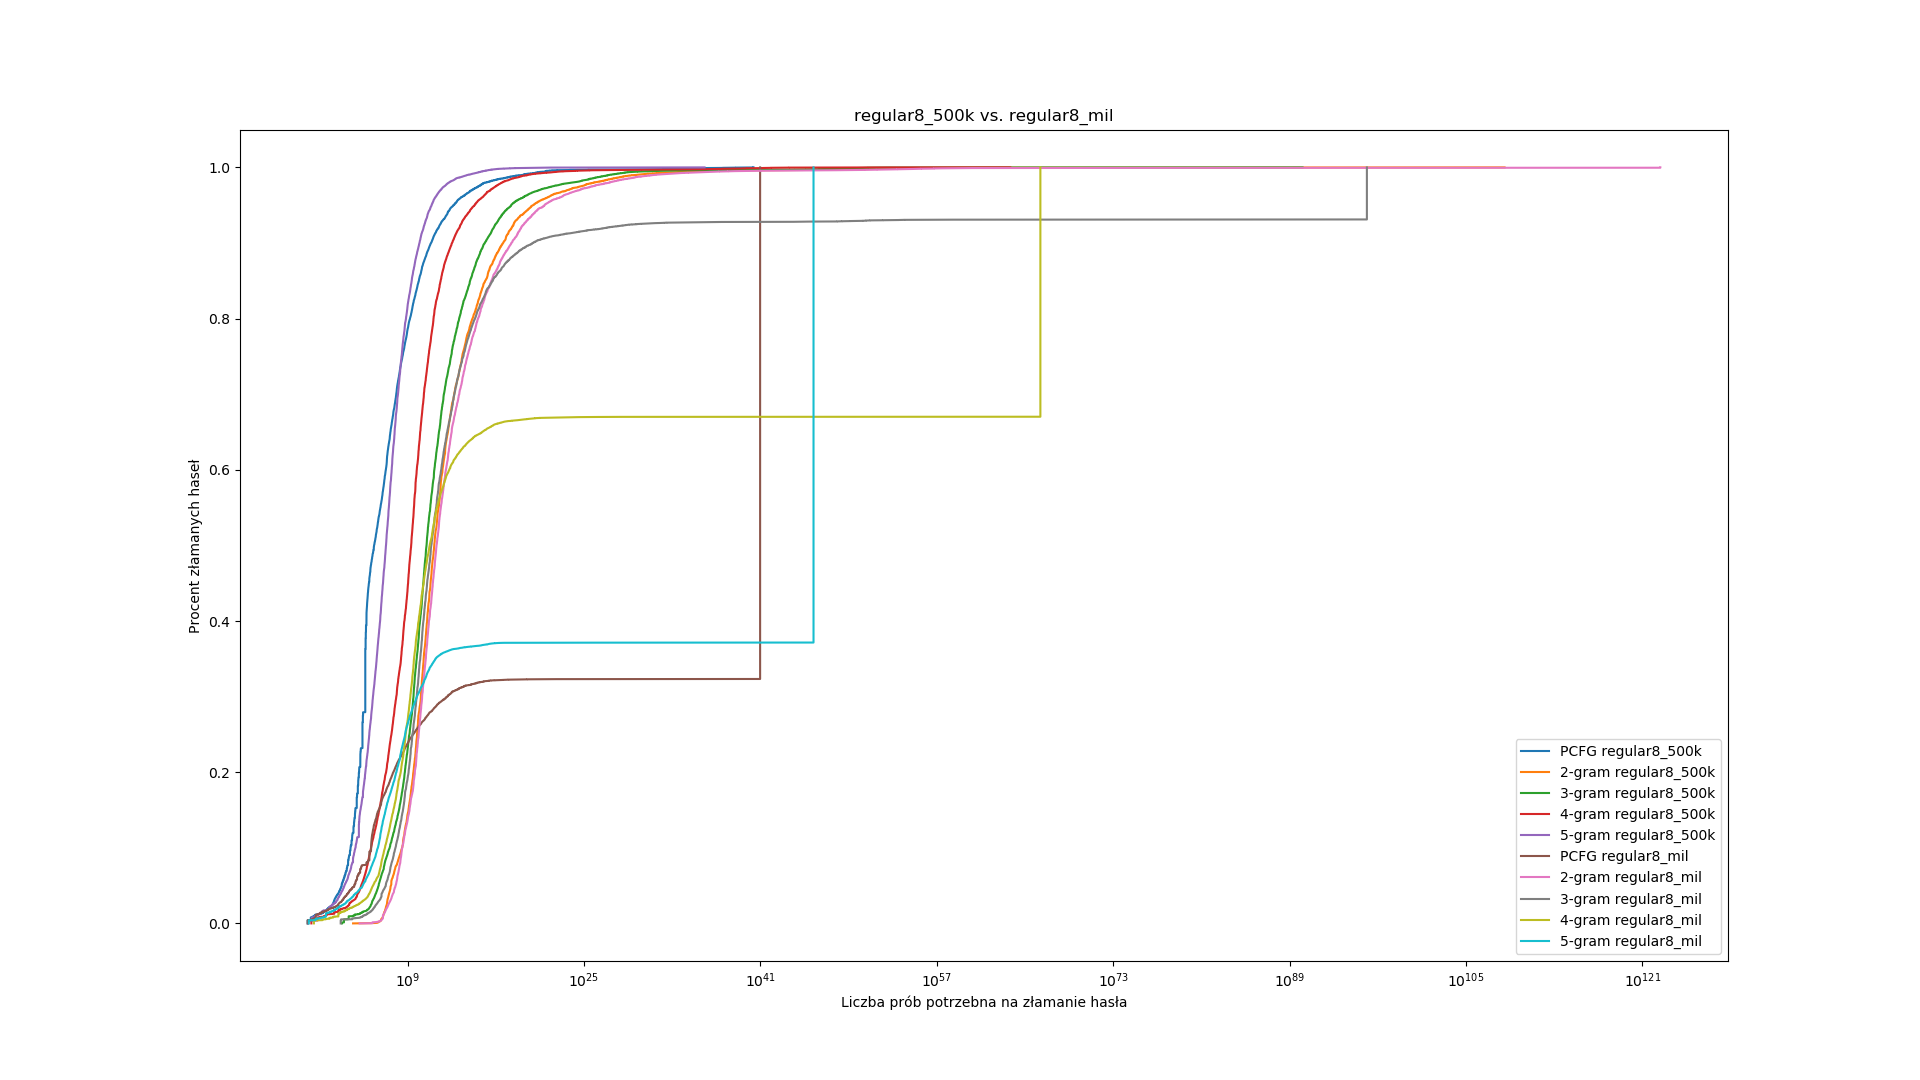 regular8_500k vs. regular8_mil
1.0
0.8
0.6
0.4
0.2
0.0
Procent złamanych haseł
10^9
10^25
10^41
10^57
10^73
10^89
10^105
10^121
Liczba prób potrzebna na złamanie hasła
PCFG regular8_500k
2-gram regular8_500k
3-gram regular8_500k
4-gram regular8_500k
5-gram regular8_500k
PCFG regular8_mil
2-gram regular8_mil
3-gram regular8_mil
4-gram regular8_mil
5-gram regular8_mil